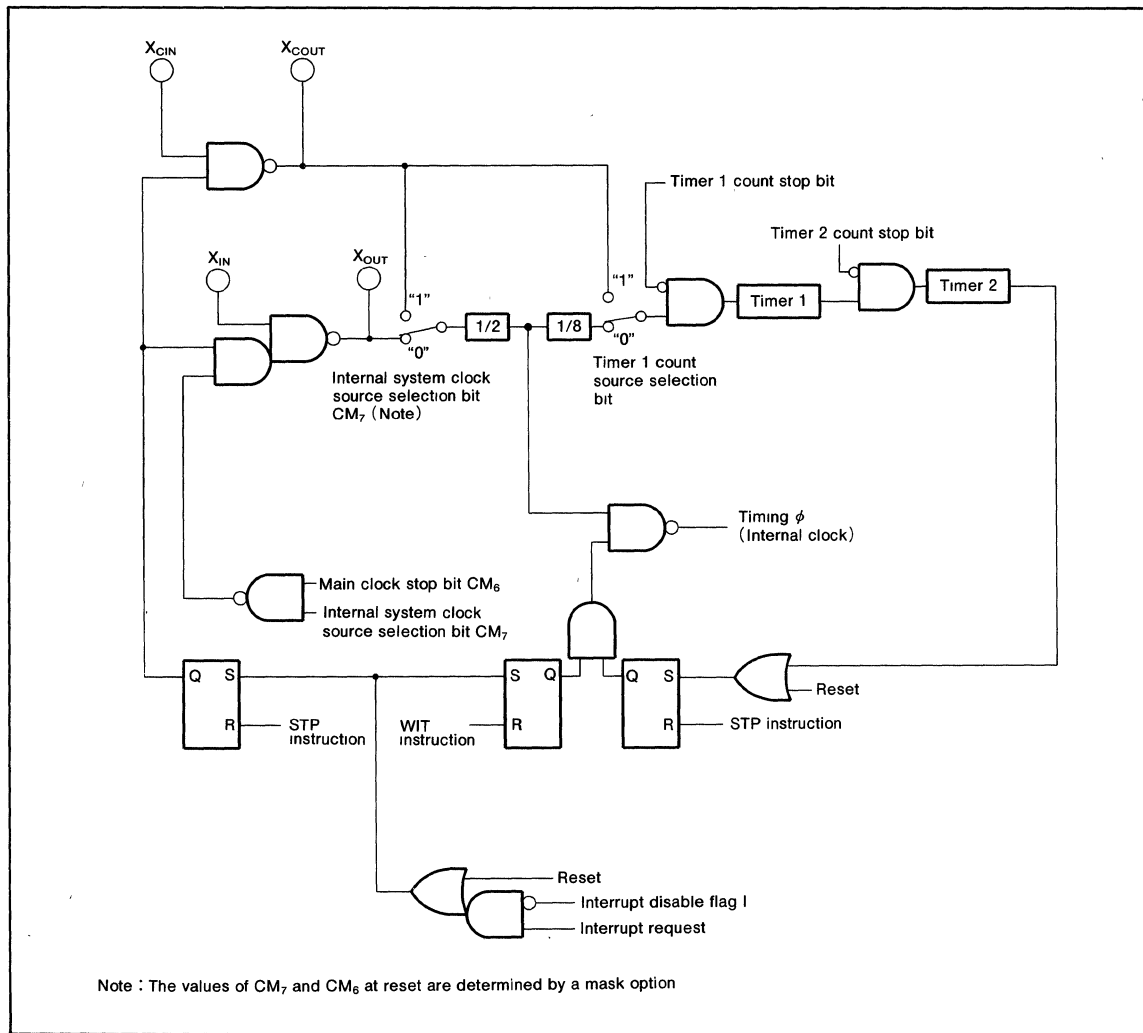 XCIN
XCOUT
Timer 1 count stop bit
Timer 2 count stop bit
XIN
XOUT
“1”
“1”
Timer 1
Timer 2
1/2
1/8
“0”
“0”
Internal system clock
source selection bit
CM7 (Note)
Timer 1 count
source selection
bit
Timing ϕ
(Internal clock)
Main clock stop bit CM6
Internal system clock
source selection bit CM7
Q S
R
STP
instruction
WIT
instruction
S Q
R
Q S
R
STP instruction
Reset
Reset
Interrupt disable flag I
Interrupt request
Note : The values of CM7 and CM6 at reset are determined by a mask option